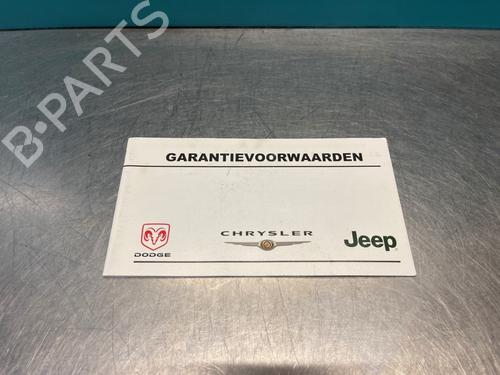 B-PARTS
GARANTIEVOORWAARDEN
DODGE
CHRYSLER
Jeep